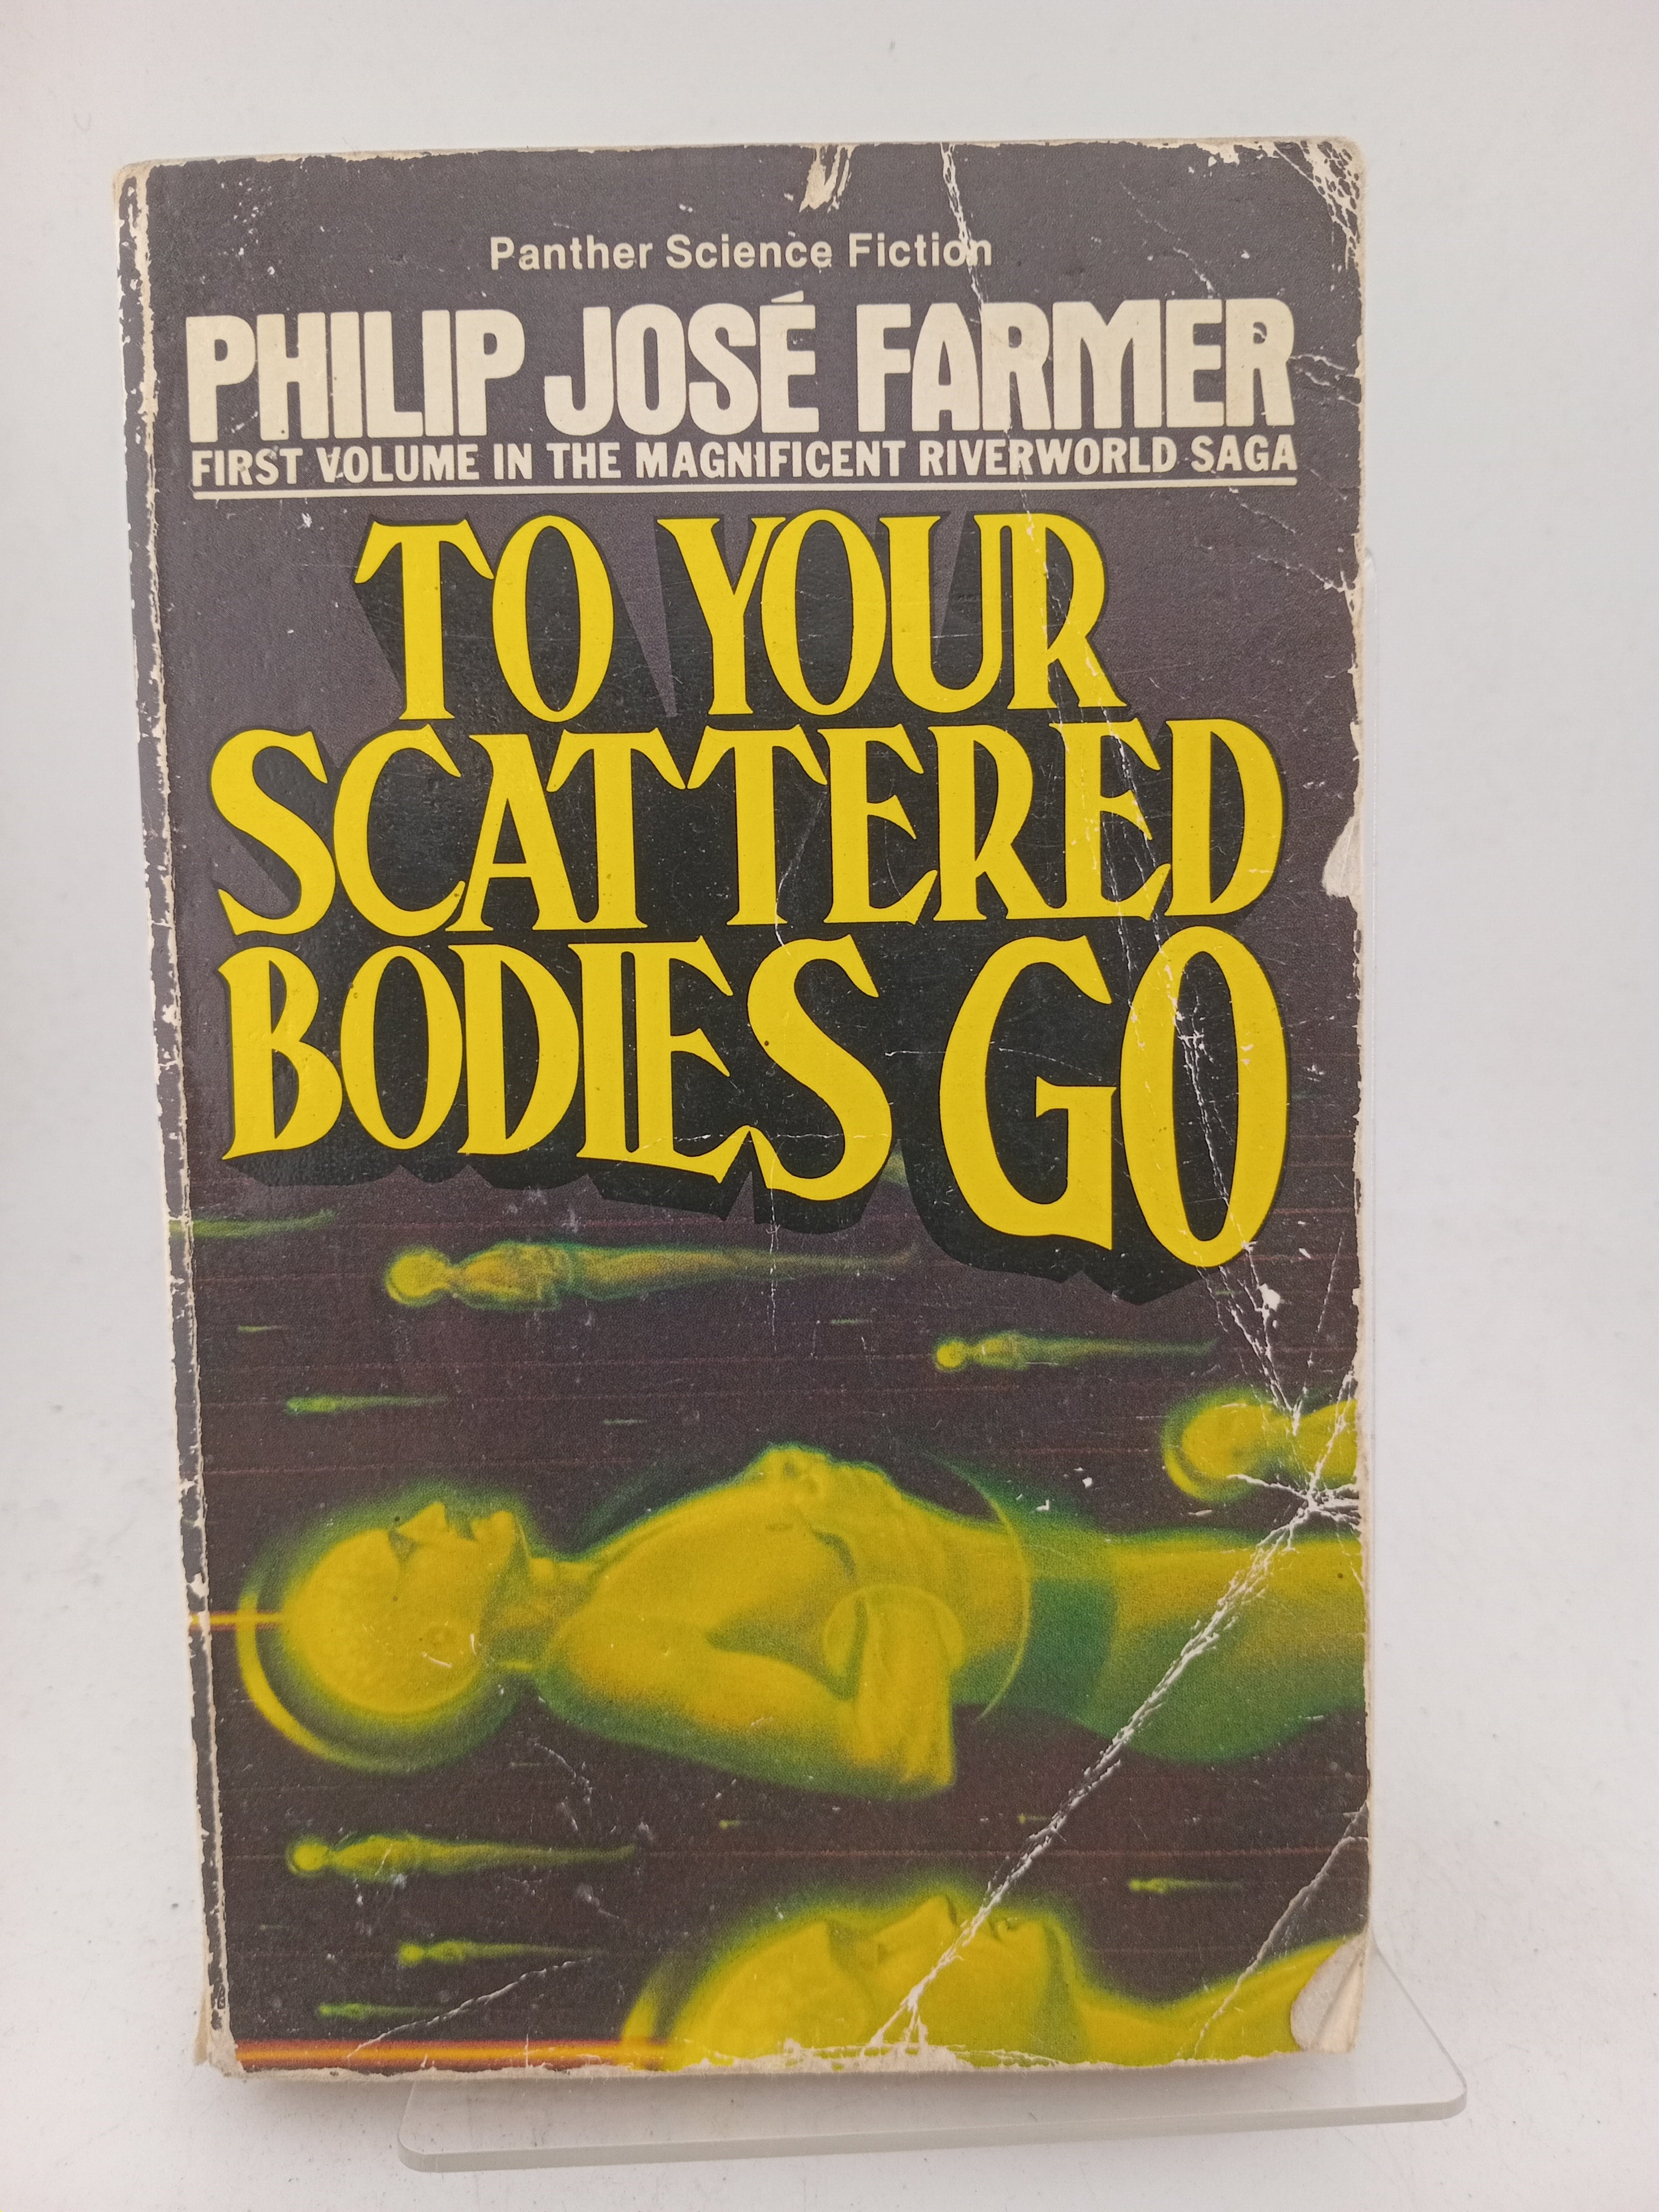 Panther Science Fiction
PHILIP JOSÉ FARMER
FIRST VOLUME IN THE MAGNIFICENT RIVERWORLD SAGA
TO YOUR
SCATTERED
BODIES GO